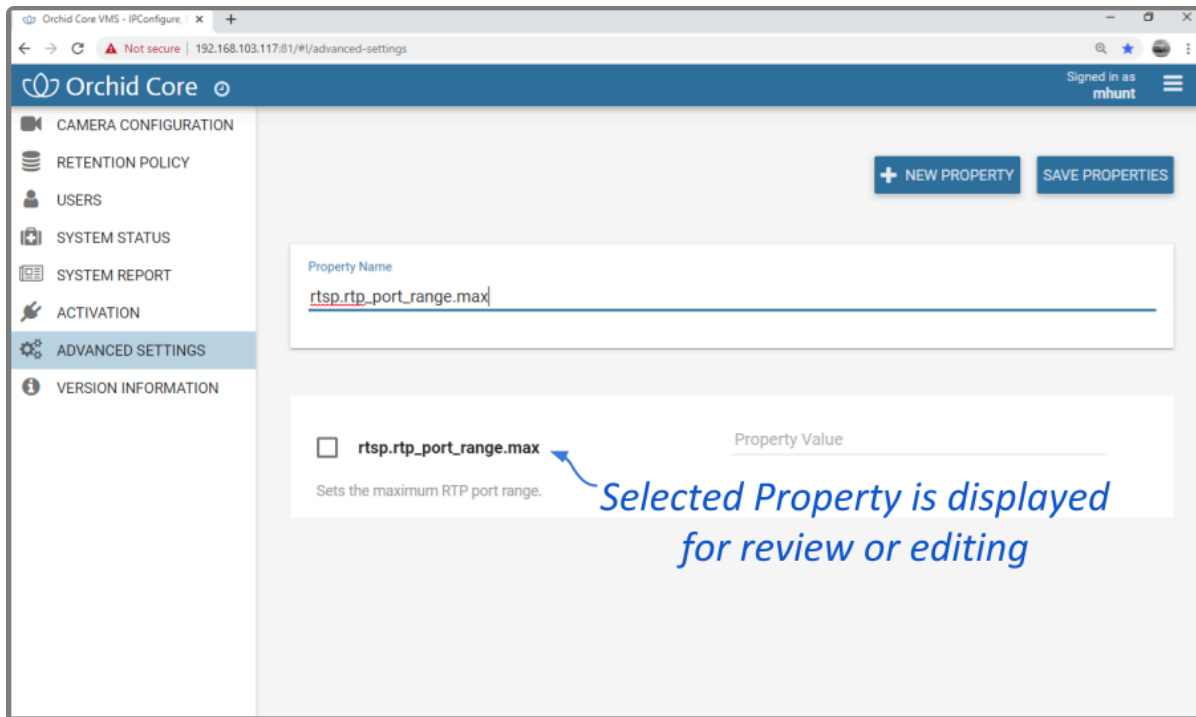 Orchid Core VMS - IPConfigure,
Not secure | 192.168.103.117:81/#!/advanced-settings
Orchid Core
Signed in as
mhunt
CAMERA CONFIGURATION
RETENTION POLICY
USERS
SYSTEM STATUS
SYSTEM REPORT
ACTIVATION
ADVANCED SETTINGS
VERSION INFORMATION
NEW PROPERTY
SAVE PROPERTIES
Property Name
rtsp.rtp_port_range.max
rtsp.rtp_port_range.max
Property Value
Sets the maximum RTP port range.
Selected Property is displayed
for review or editing